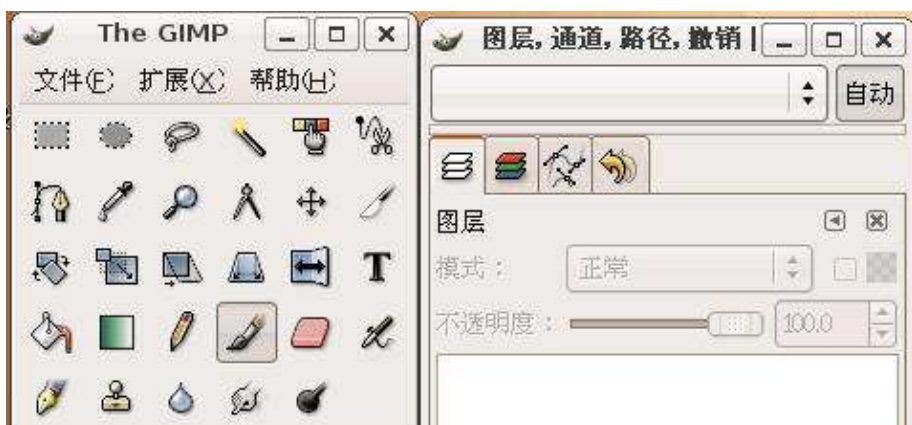 The GIMP
文件(F) 扩展(X) 帮助(H)
图层,通道,路径,撤销 |
自动
图层
模式: 正常
不透明度: 100.0